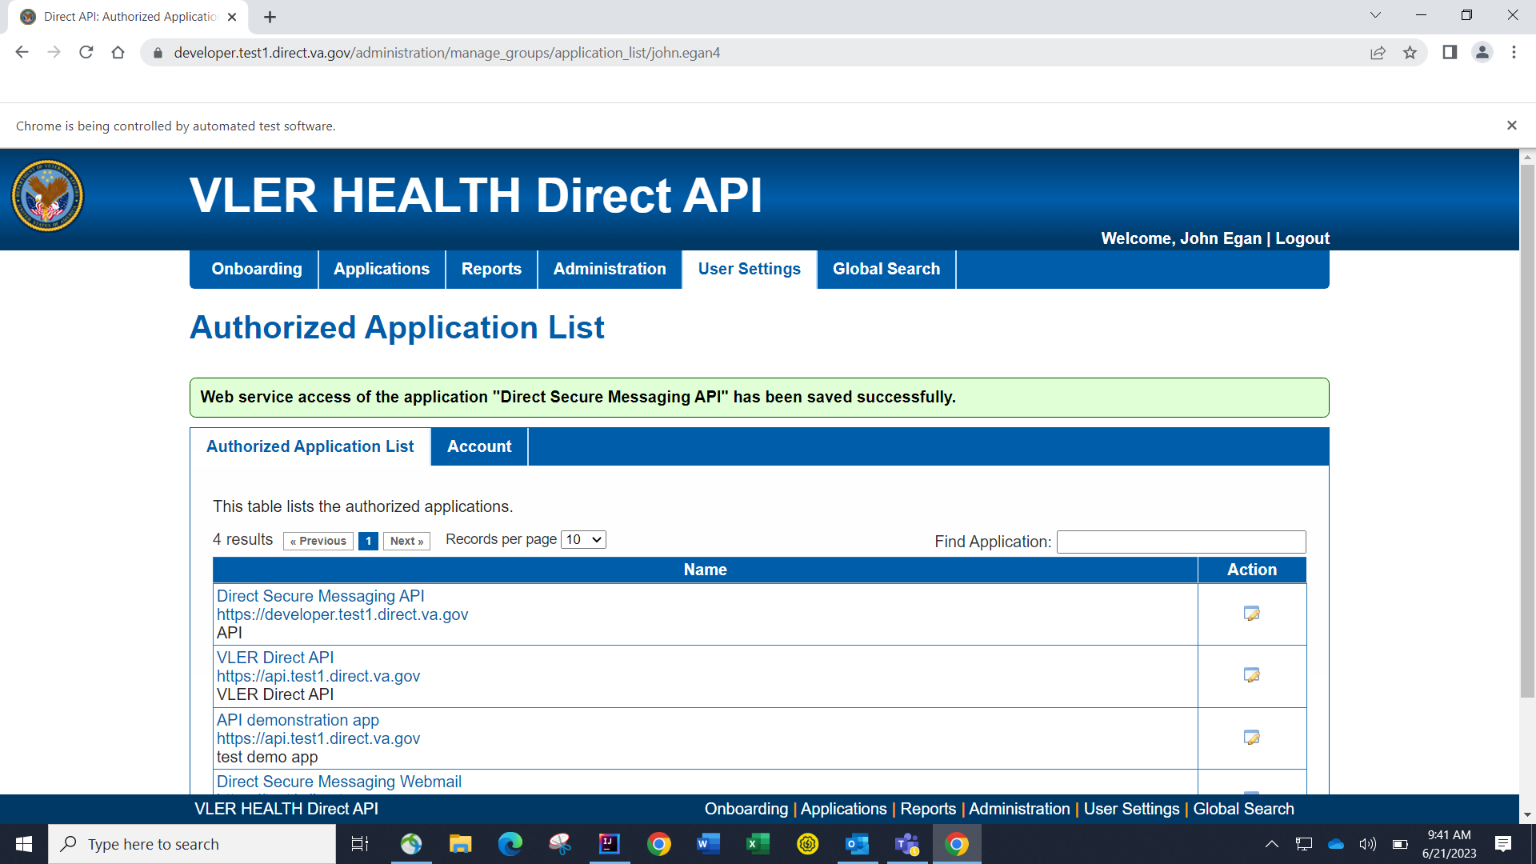 Direct API: Authorized Applicatio
developer.test1.direct.va.gov/administration/manage_groups/application_list/john.egan4
Chrome is being controlled by automated test software.
VLER HEALTH Direct API
Welcome, John Egan | Logout
Onboarding Applications Reports Administration User Settings Global Search
Authorized Application List
Web service access of the application "Direct Secure Messaging API" has been saved successfully.
Authorized Application List Account
This table lists the authorized applications.
4 results « Previous 1 Next » Records per page 10 Find Application:
Name Action
Direct Secure Messaging API
https://developer.test1.direct.va.gov
API
VLER Direct API
https://api.test1.direct.va.gov
VLER Direct API
API demonstration app
https://api.test1.direct.va.gov
test demo app
Direct Secure Messaging Webmail
VLER HEALTH Direct API Onboarding | Applications | Reports | Administration | User Settings | Global Search
Type here to search
9:41 AM
6/21/2023